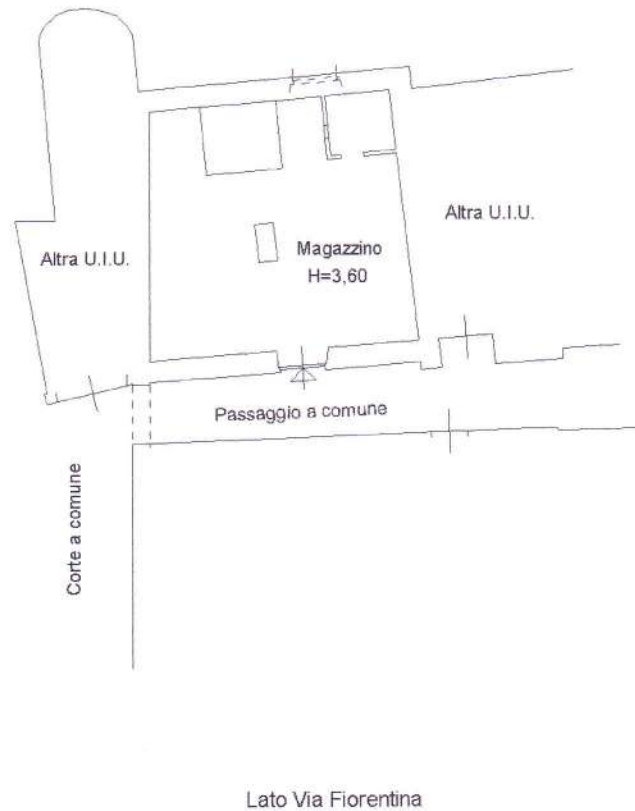 Altra U.I.U.
Altra U.I.U.
Magazzino
H=3,60
Passaggio a comune
Corte a comune
Lato Via Fiorentina